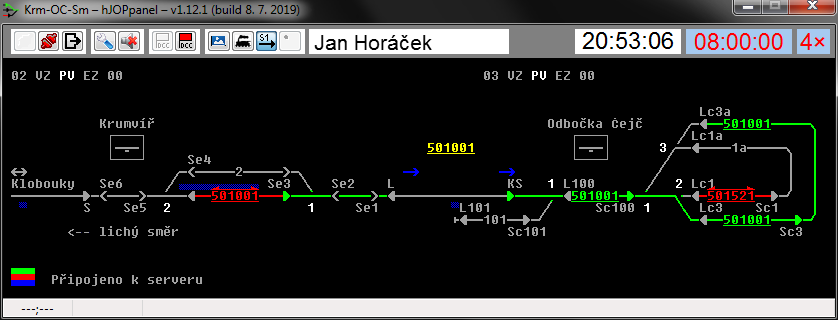 Krm-OC-Sm – hJOPpanel – v1.12.1 (build 8. 7. 2019)
DCC DCC S1 Jan Horáček 20:53:06 08:00:00 4×
02 VZ PV EZ 00 03 VZ PV EZ 00
Lc3a
501001
Krumvíř Odbočka Čejč
Lc1a
501001 3 1a
Se4
2
Klobouky Se6 Se3 Se2 L KS 1 L100 2 Lc1
501001 501001 501521
S Se5 2 1 Se1 L101 Sc100 1 Lc3 Sc1
101 501001
<-- lichý směr Sc101 Sc3
Připojeno k serveru
---;---